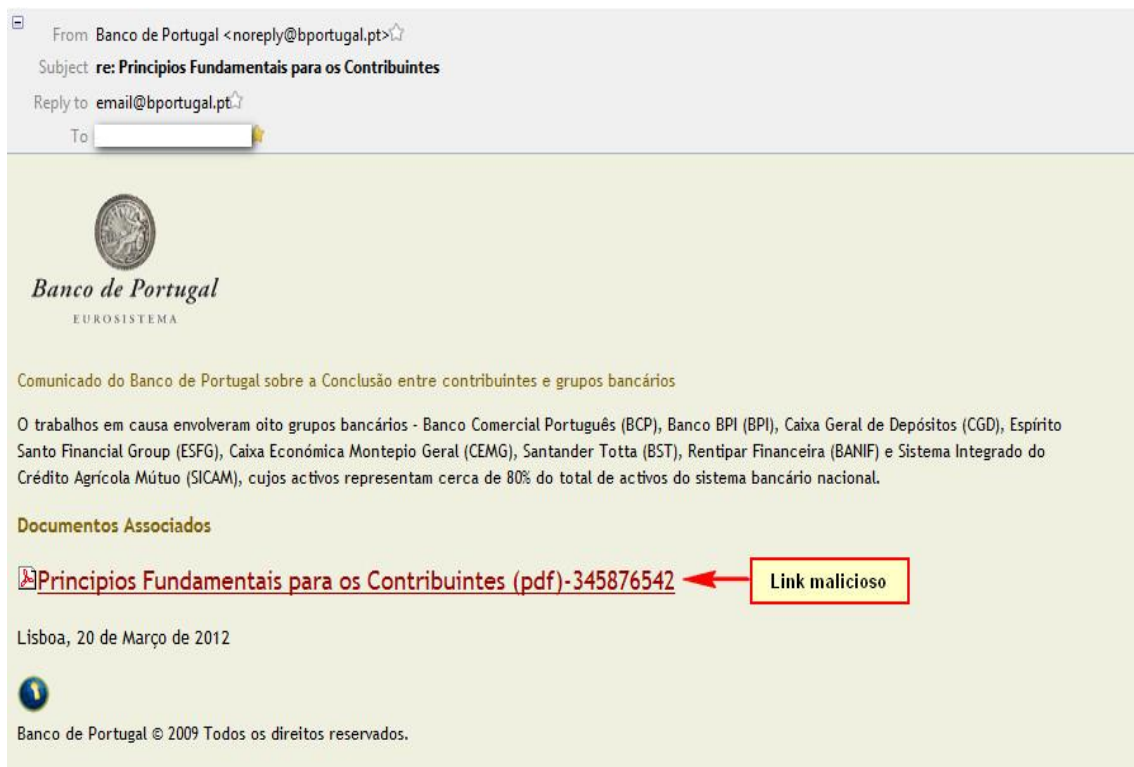 From Banco de Portugal <noreply@bportugal.pt>
Subject re: Principios Fundamentais para os Contribuintes
Reply to email@bportugal.pt
To
Banco de Portugal
EUROSISTEMA
Comunicado do Banco de Portugal sobre a Conclusão entre contribuintes e grupos bancários
O trabalhos em causa envolveram oito grupos bancários - Banco Comercial Português (BCP), Banco BPI (BPI), Caixa Geral de Depósitos (CGD), Espírito
Santo Financial Group (ESFG), Caixa Económica Montepio Geral (CEMG), Santander Totta (BST), Rentipar Financeira (BANIF) e Sistema Integrado do
Crédito Agrícola Mútuo (SICAM), cujos activos representam cerca de 80% do total de activos do sistema bancário nacional.
Documentos Associados
Principios Fundamentais para os Contribuintes (pdf)-345876542
Link malicioso
Lisboa, 20 de Março de 2012
Banco de Portugal © 2009 Todos os direitos reservados.